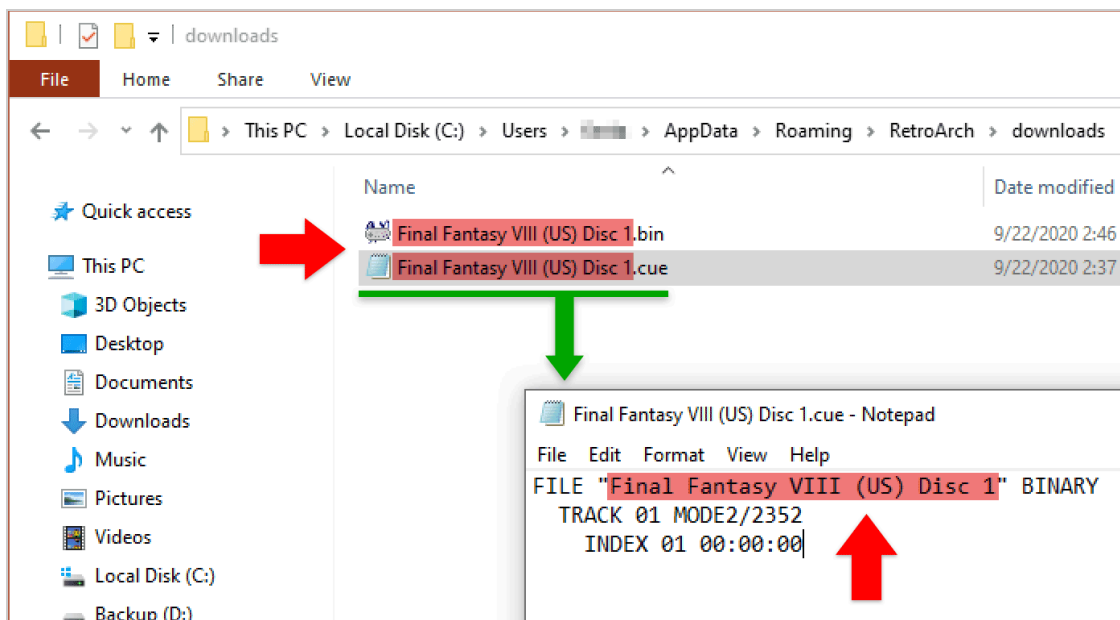 downloads
File Home Share View
This PC > Local Disk (C:) > Users > > AppData > Roaming > RetroArch > downloads
Name Date modified
Quick access
Final Fantasy VIII (US) Disc 1.bin 9/22/2020 2:46
This PC
Final Fantasy VIII (US) Disc 1.cue 9/22/2020 2:37
3D Objects
Desktop
Documents
Downloads
Music
Pictures
Videos
Local Disk (C:)
Backup (D:)
Final Fantasy VIII (US) Disc 1.cue - Notepad
File Edit Format View Help
FILE "Final Fantasy VIII (US) Disc 1" BINARY
TRACK 01 MODE2/2352
INDEX 01 00:00:00